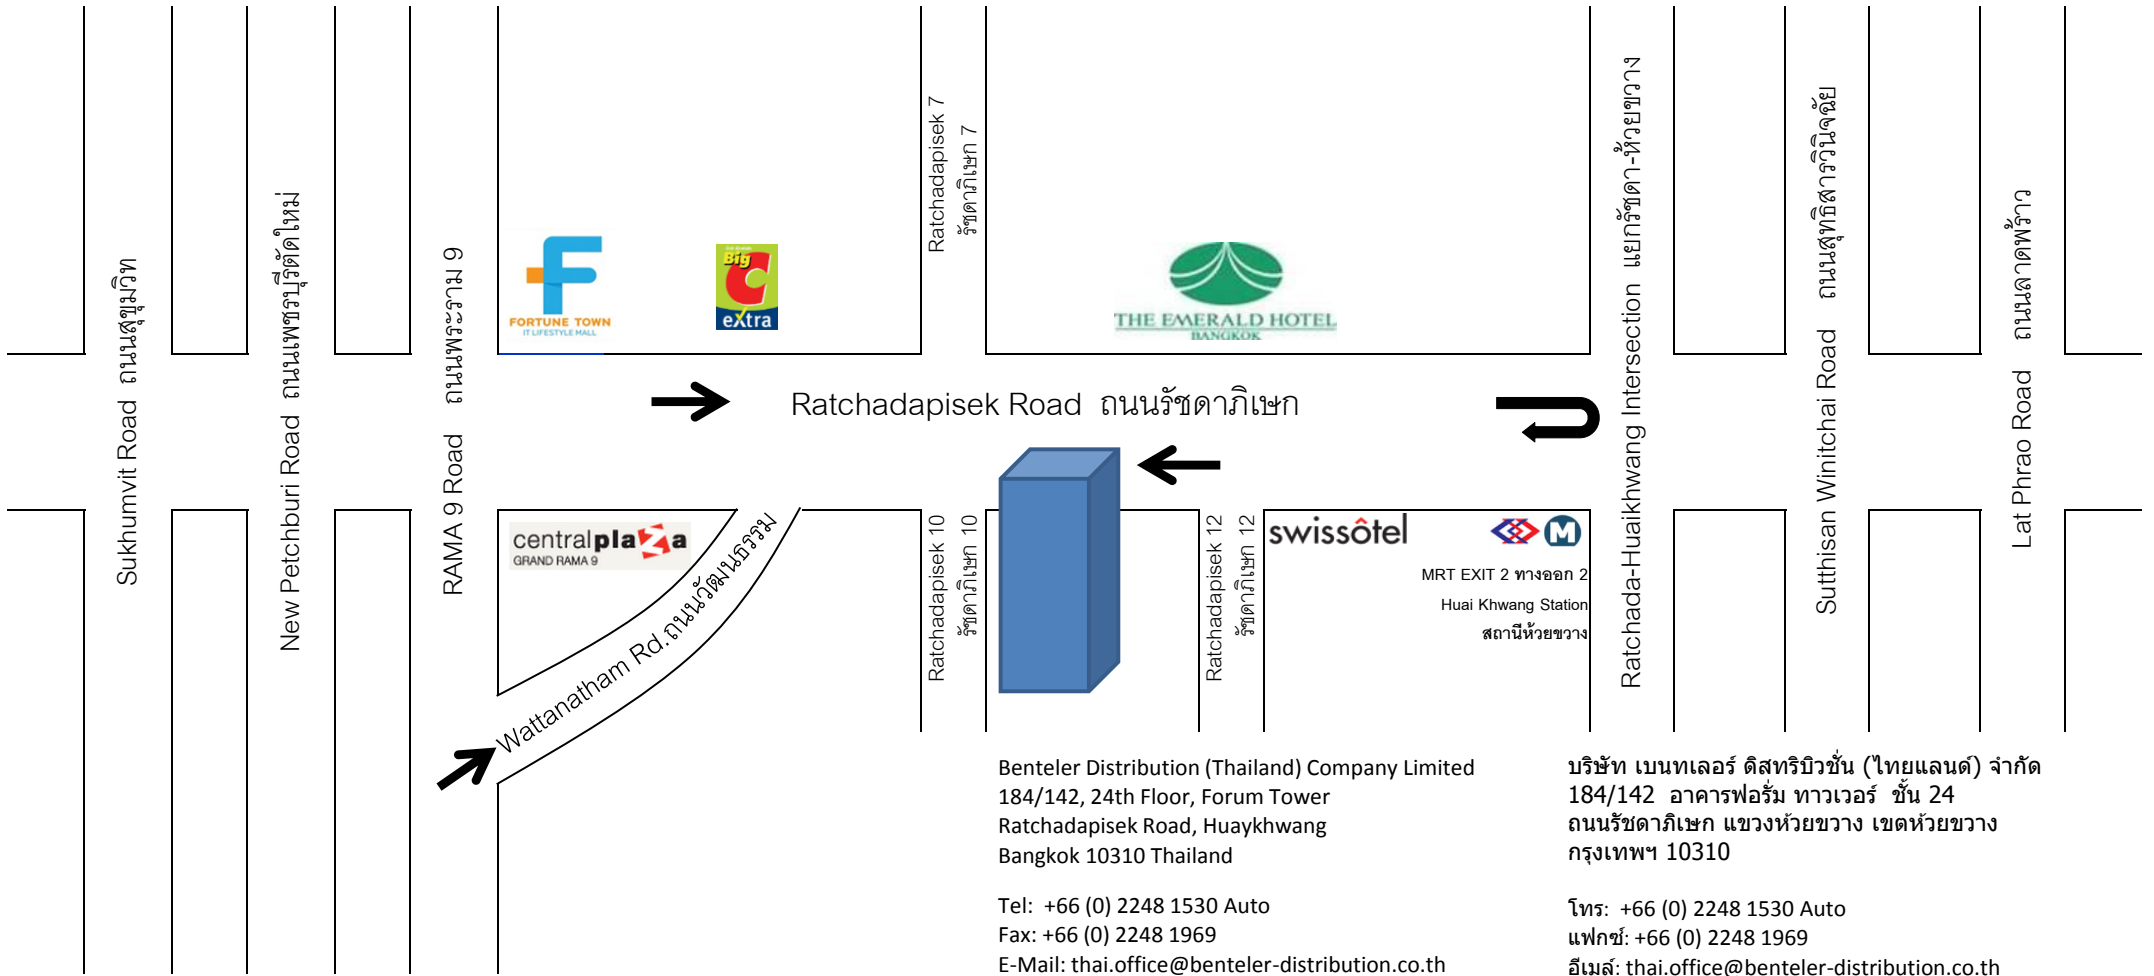 Sukhumvit Road ถนนสุขุมวิท
New Petchburi Road ถนนเพชรบุรีตัดใหม่
RAMA 9 Road ถนนพระราม 9
FORTUNE TOWN
IT LIFESTYLE MALL
Big
C
eXtra
Ratchadapisek 7
รัชดาภิเษก 7
THE EMERALD HOTEL
BANGKOK
Ratchada-Huaikhwang Intersection แยกรัชดา-ห้วยขวาง
Sutthisan Winitchai Road ถนนสุทธิสารวินิจฉัย
Lat Phrao Road ถนนลาดพร้าว
Ratchadapisek Road ถนนรัชดาภิเษก
centralplaza
GRAND RAMA 9
Wattanatham Rd.ถนนวัฒนธรรม
Ratchadapisek 10
รัชดาภิเษก 10
Ratchadapisek 12
รัชดาภิเษก 12
swissôtel
M
MRT EXIT 2 ทางออก 2
Huai Khwang Station
สถานีห้วยขวาง
Benteler Distribution (Thailand) Company Limited
184/142, 24th Floor, Forum Tower
Ratchadapisek Road, Huaykhwang
Bangkok 10310 Thailand
Tel: +66 (0) 2248 1530 Auto
Fax: +66 (0) 2248 1969
E-Mail: thai.office@benteler-distribution.co.th
บริษัท เบนทเลอร์ ดิสทริบิวชั่น (ไทยแลนด์) จำกัด
184/142 อาคารฟอรั่ม ทาวเวอร์ ชั้น 24
ถนนรัชดาภิเษก แขวงห้วยขวาง เขตห้วยขวาง
กรุงเทพฯ 10310
โทร: +66 (0) 2248 1530 Auto
แฟกซ์: +66 (0) 2248 1969
อีเมล์: thai.office@benteler-distribution.co.th